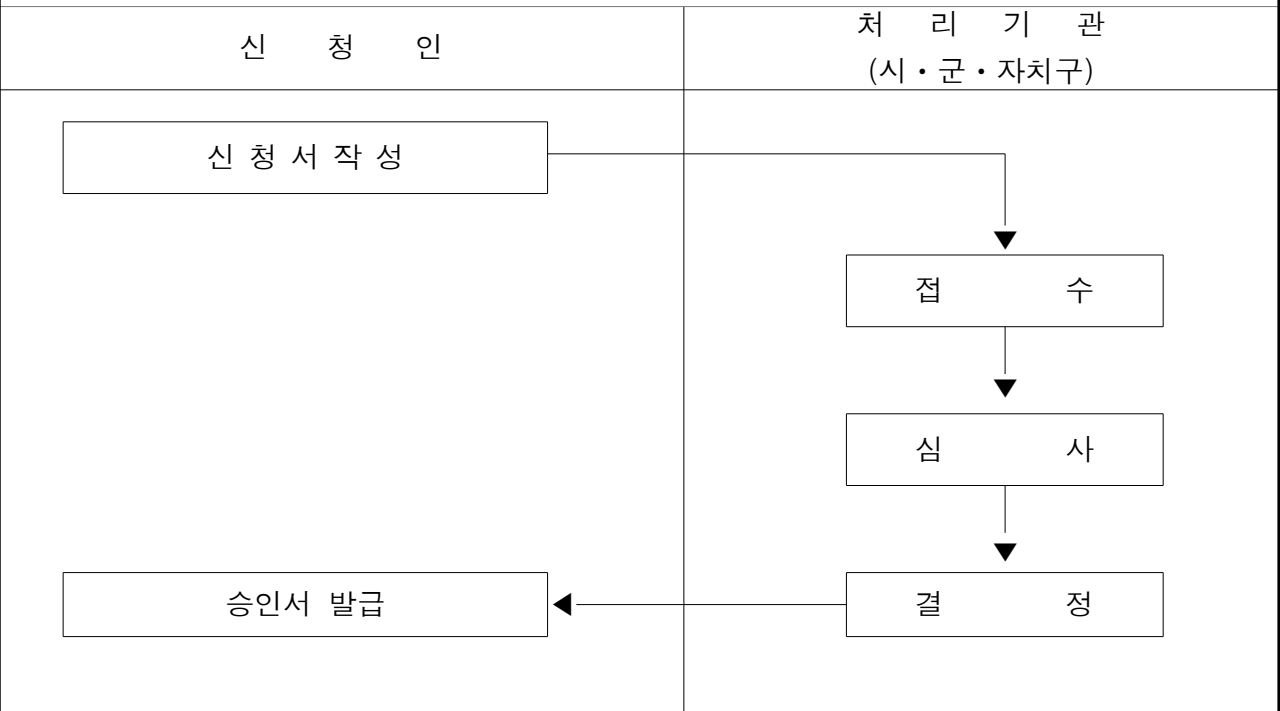 신 청 인
처 리 기 관
(시・군・자치구)
신 청 서 작 성
접 수
심 사
승인서 발급
결 정